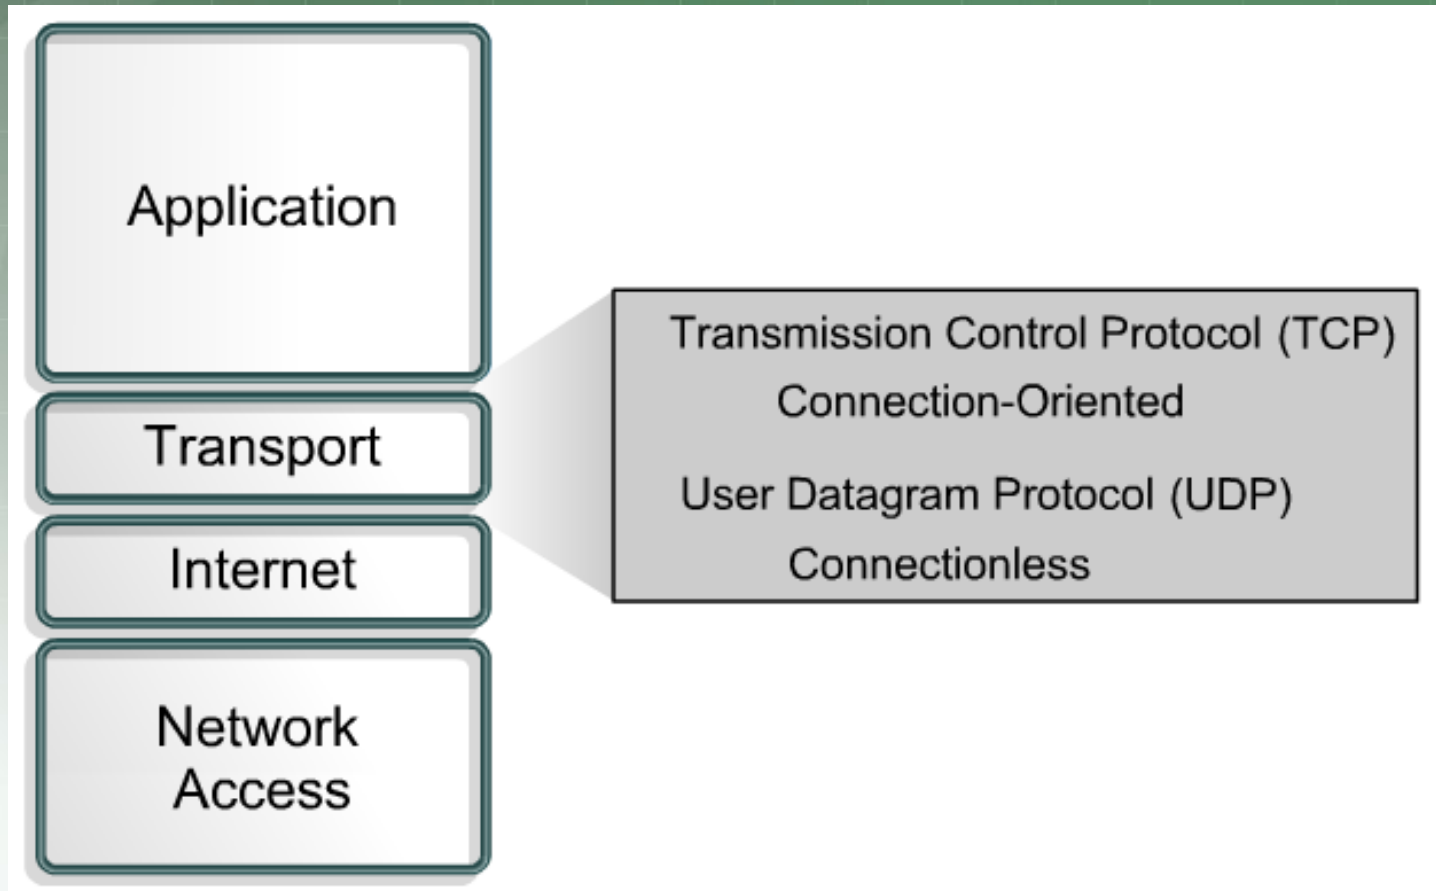 Application
Transport
Internet
Network
Access
Transmission Control Protocol (TCP)
Connection-Oriented
User Datagram Protocol (UDP)
Connectionless